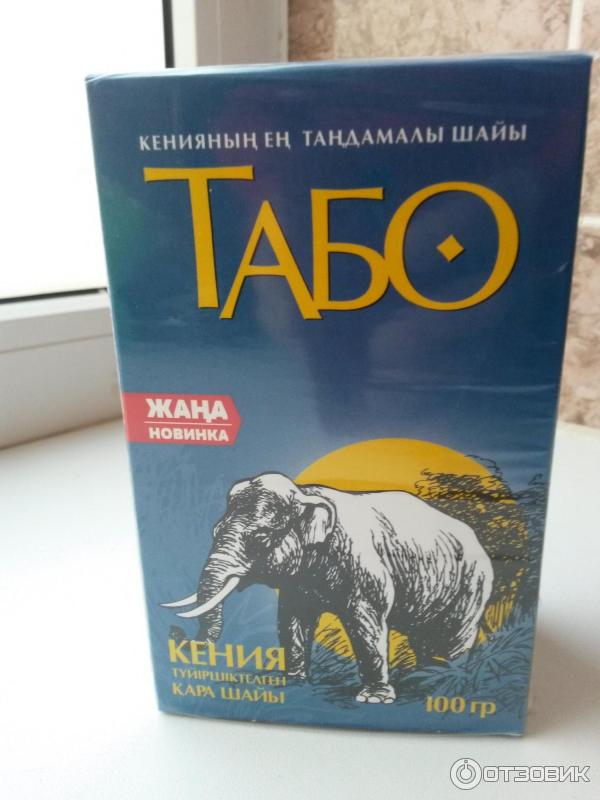 КЕНИЯНЫҢ ЕҢ ТАҢДАМАЛЫ ШАЙЫ
ТАБО
ЖАҢА
НОВИНКА
КЕНИЯ
ТҮЙІРШІКТЕЛГЕН
ҚАРА ШАЙЫ
100 гр
ОТЗОВИК